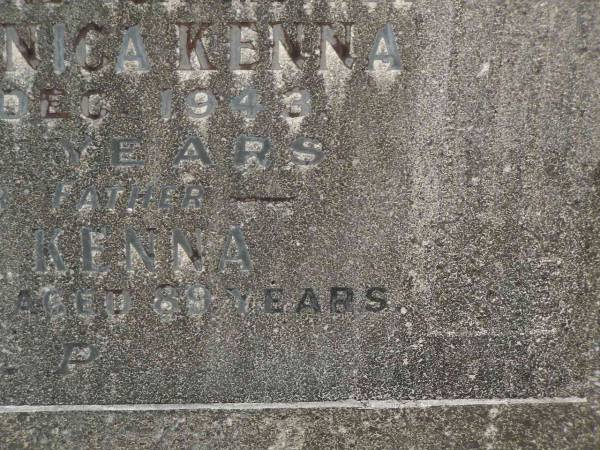 NICA KENNA
DEC 1943
YEARS
FATHER —
KENNA
AGED 89 YEARS
P